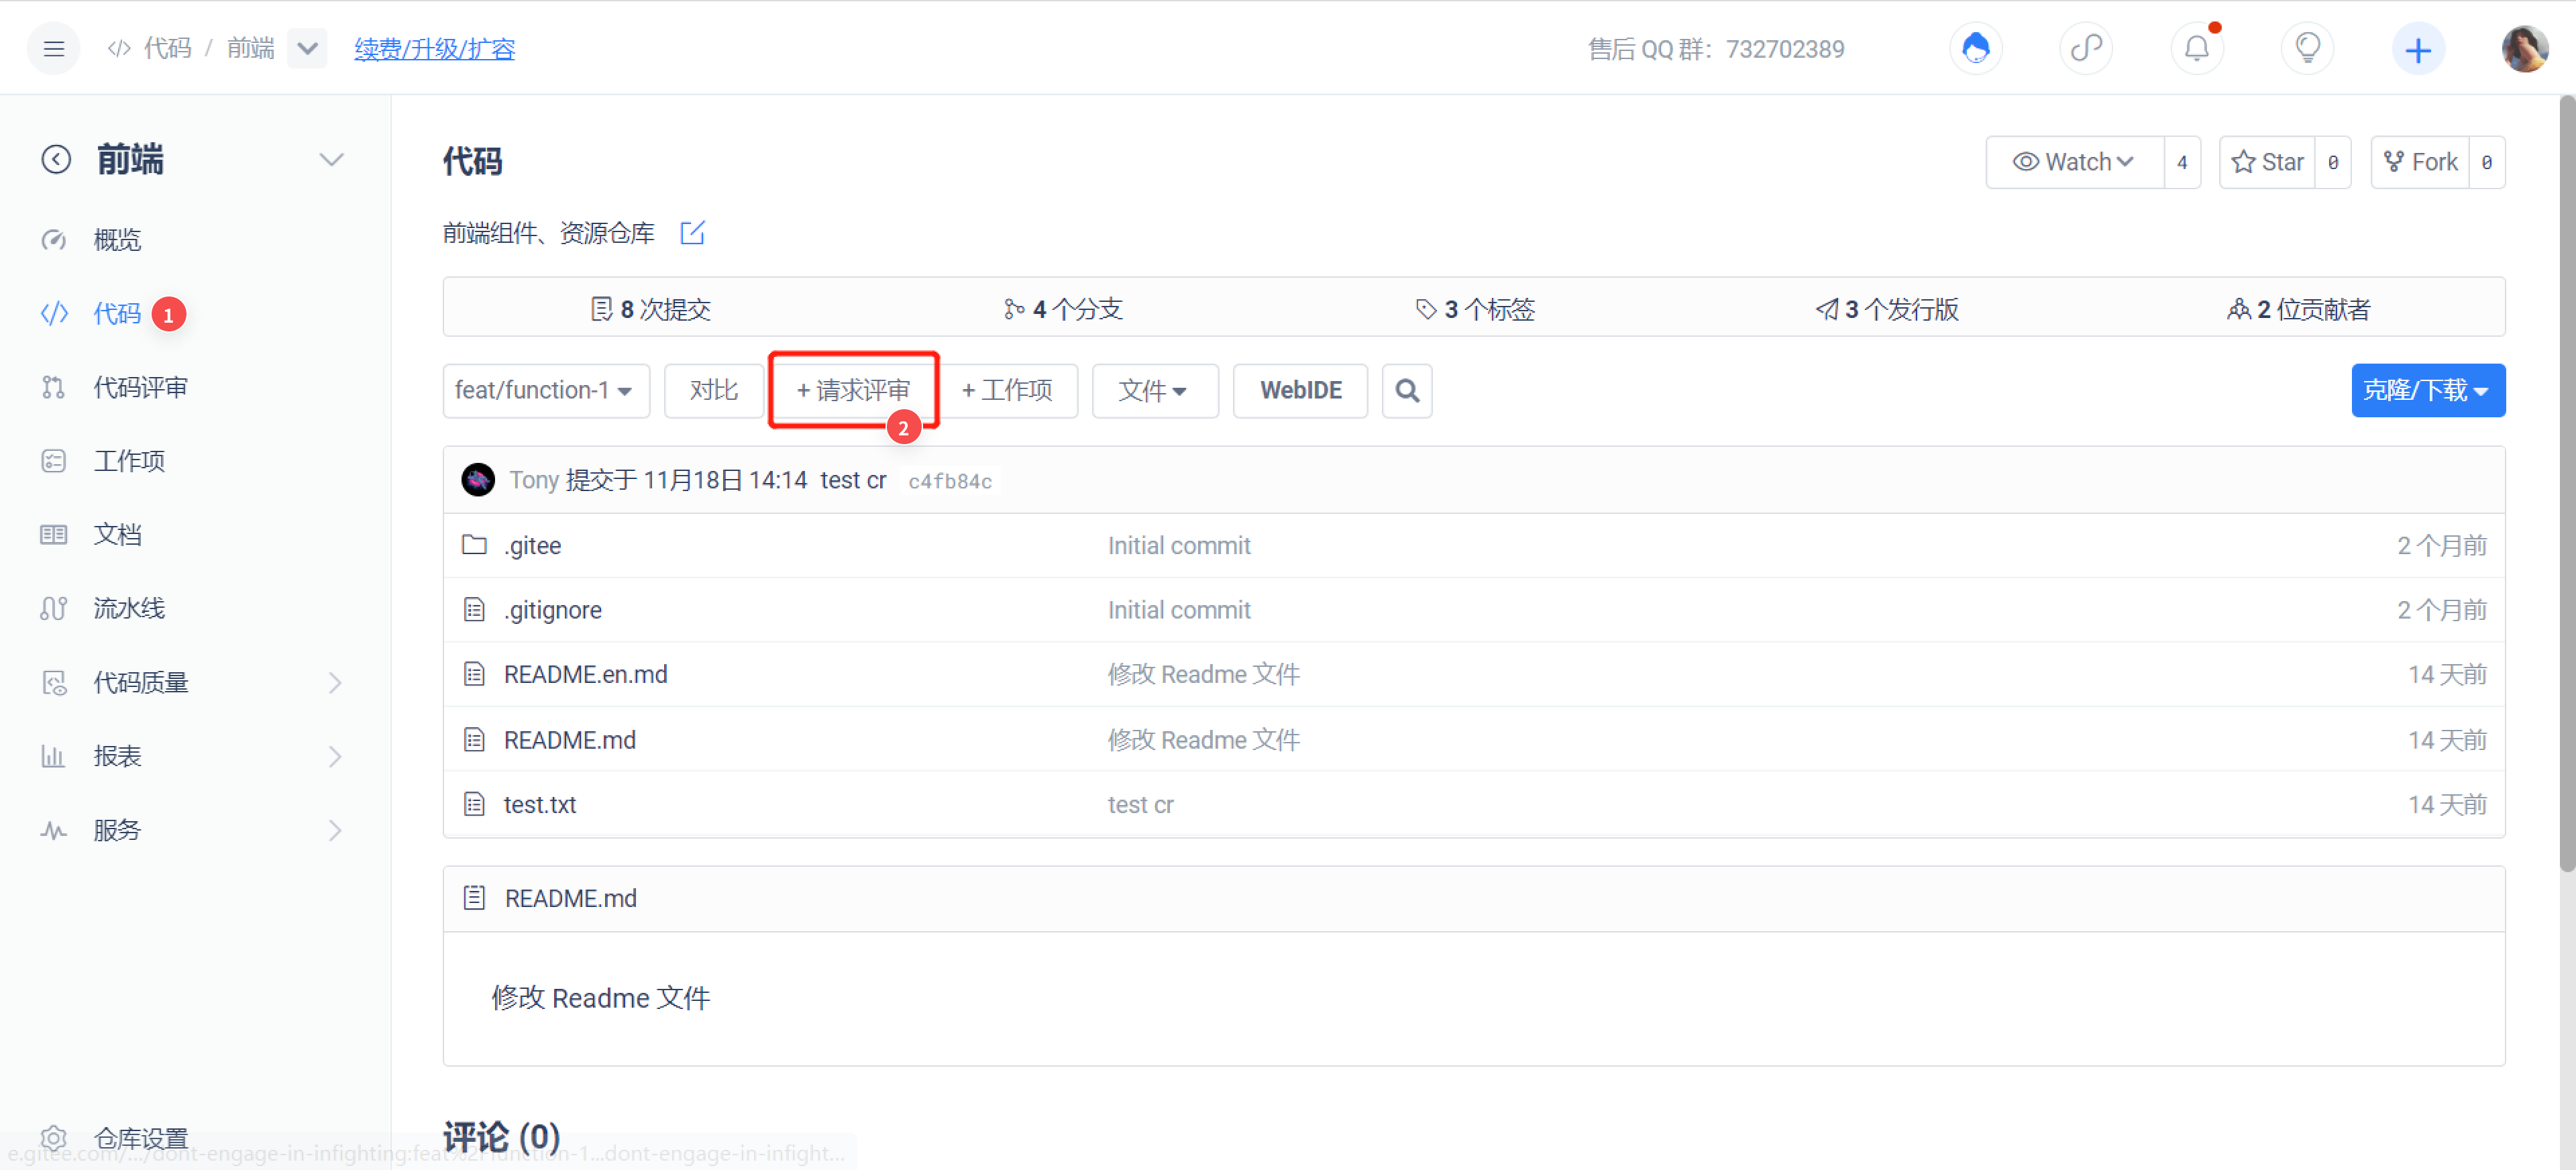 </> 代码 / 前端 续费/升级/扩容 售后 QQ 群：732702389
前端
概览
代码 1
代码评审
工作项
文档
流水线
代码质量
报表
服务
仓库设置
代码
Watch 4 Star 0 Fork 0
前端组件、资源仓库
8 次提交 4 个分支 3 个标签 3 个发行版 2 位贡献者
feat/function-1 对比 + 请求评审 2 + 工作项 文件 WebIDE 克隆/下载
Tony 提交于 11月18日 14:14 test cr c4fb84c
.gitee Initial commit 2 个月前
.gitignore Initial commit 2 个月前
README.en.md 修改 Readme 文件 14 天前
README.md 修改 Readme 文件 14 天前
test.txt test cr 14 天前
README.md
修改 Readme 文件
评论 (0)
e.gitee.com/.../dont-engage-in-infighting:feat%2Ffunction-1...dont-engage-in-infight...